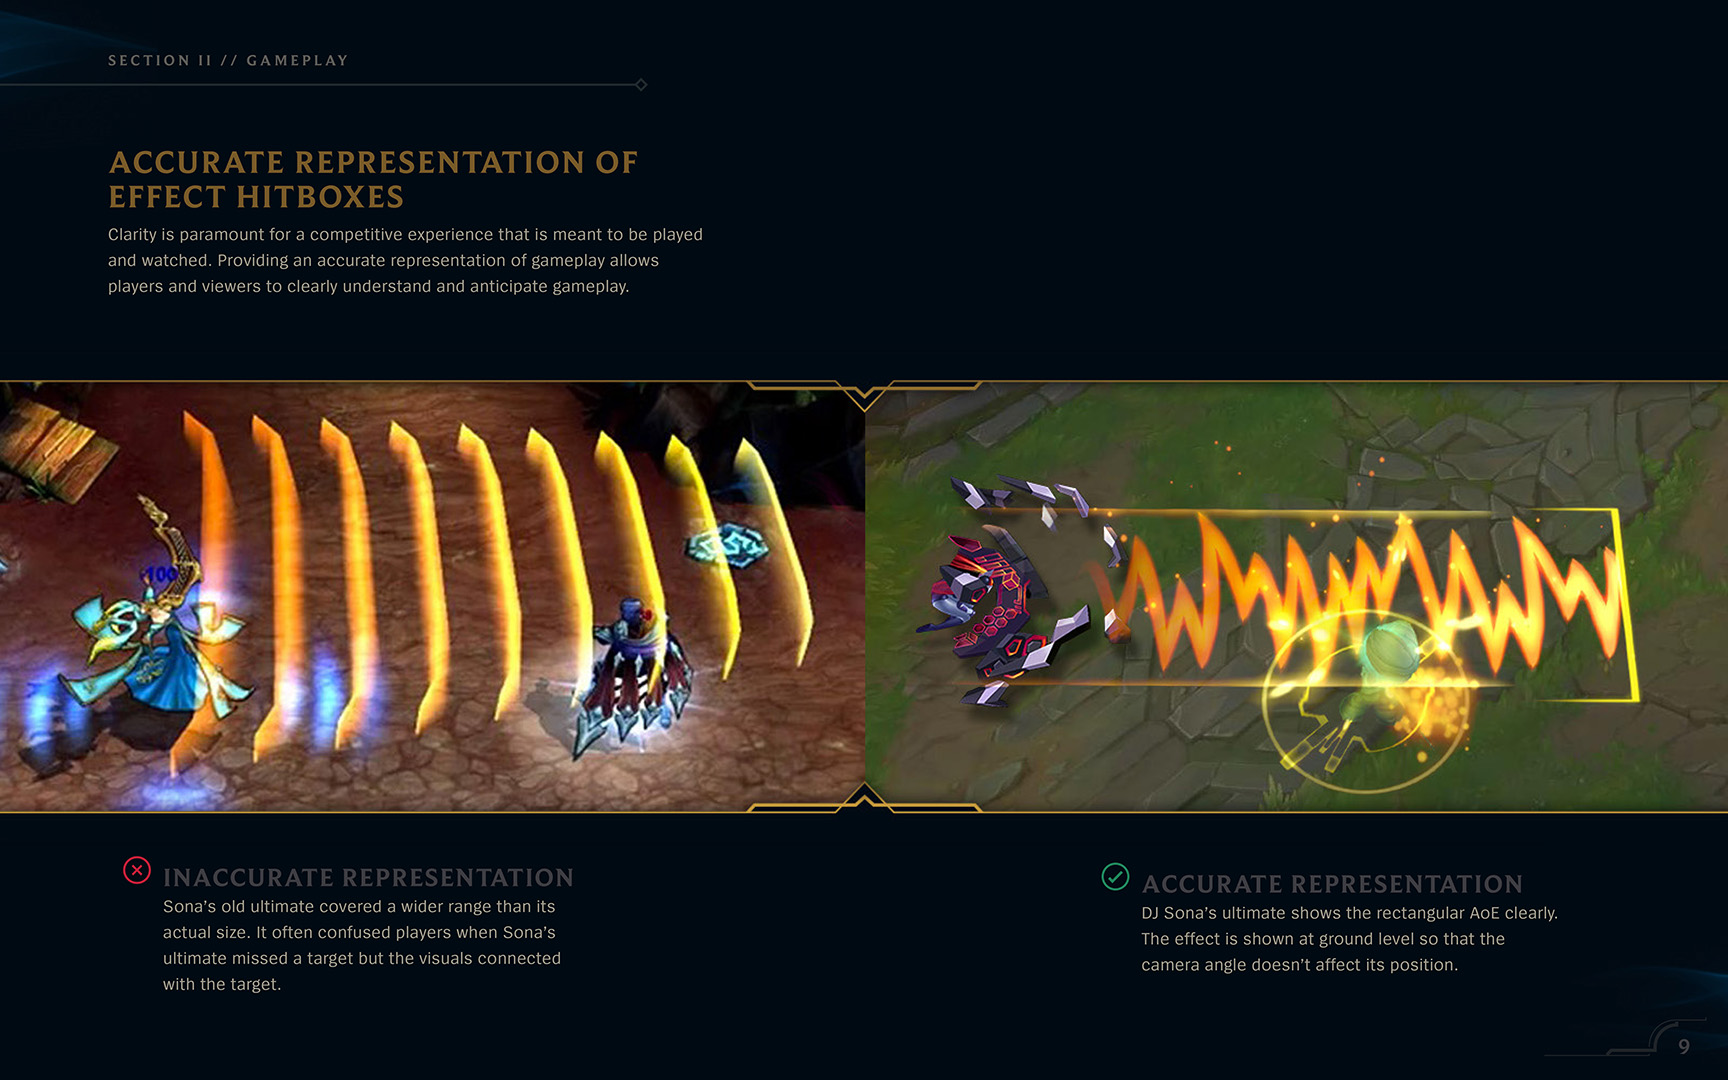 SECTION II // GAMEPLAY
ACCURATE REPRESENTATION OF
EFFECT HITBOXES
Clarity is paramount for a competitive experience that is meant to be played
and watched. Providing an accurate representation of gameplay allows
players and viewers to clearly understand and anticipate gameplay.
100
INACCURATE REPRESENTATION
Sona's old ultimate covered a wider range than its
actual size. It often confused players when Sona's
ultimate missed a target but the visuals connected
with the target.
ACCURATE REPRESENTATION
DJ Sona's ultimate shows the rectangular AoE clearly.
The effect is shown at ground level so that the
camera angle doesn't affect its position.
9